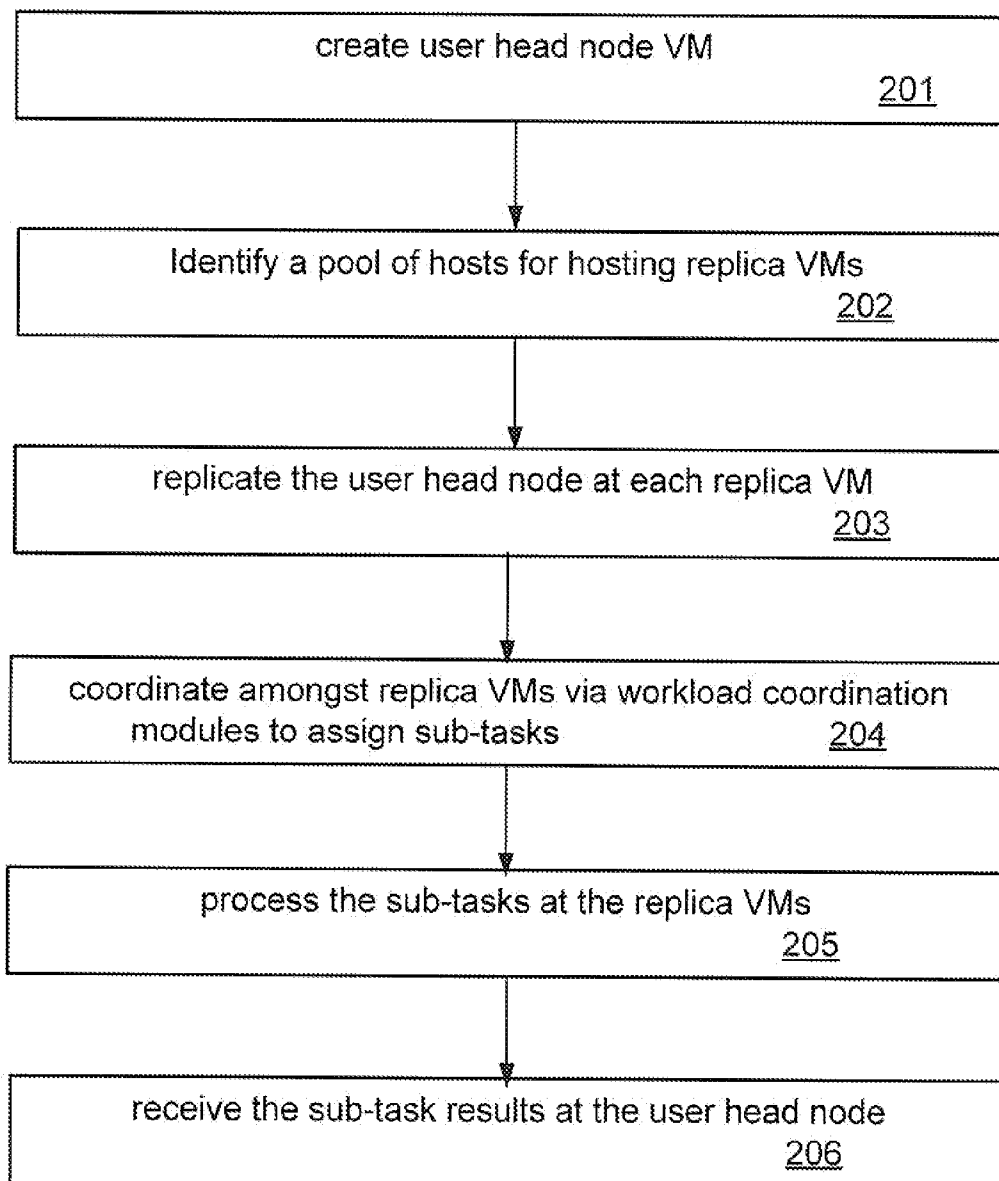 create user head node VM
201
Identify a pool of hosts for hosting replica VMs
202
replicate the user head node at each replica VM
203
coordinate amongst replica VMs via workload coordination
modules to assign sub-tasks 204
process the sub-tasks at the replica VMs
205
receive the sub-task results at the user head node
206